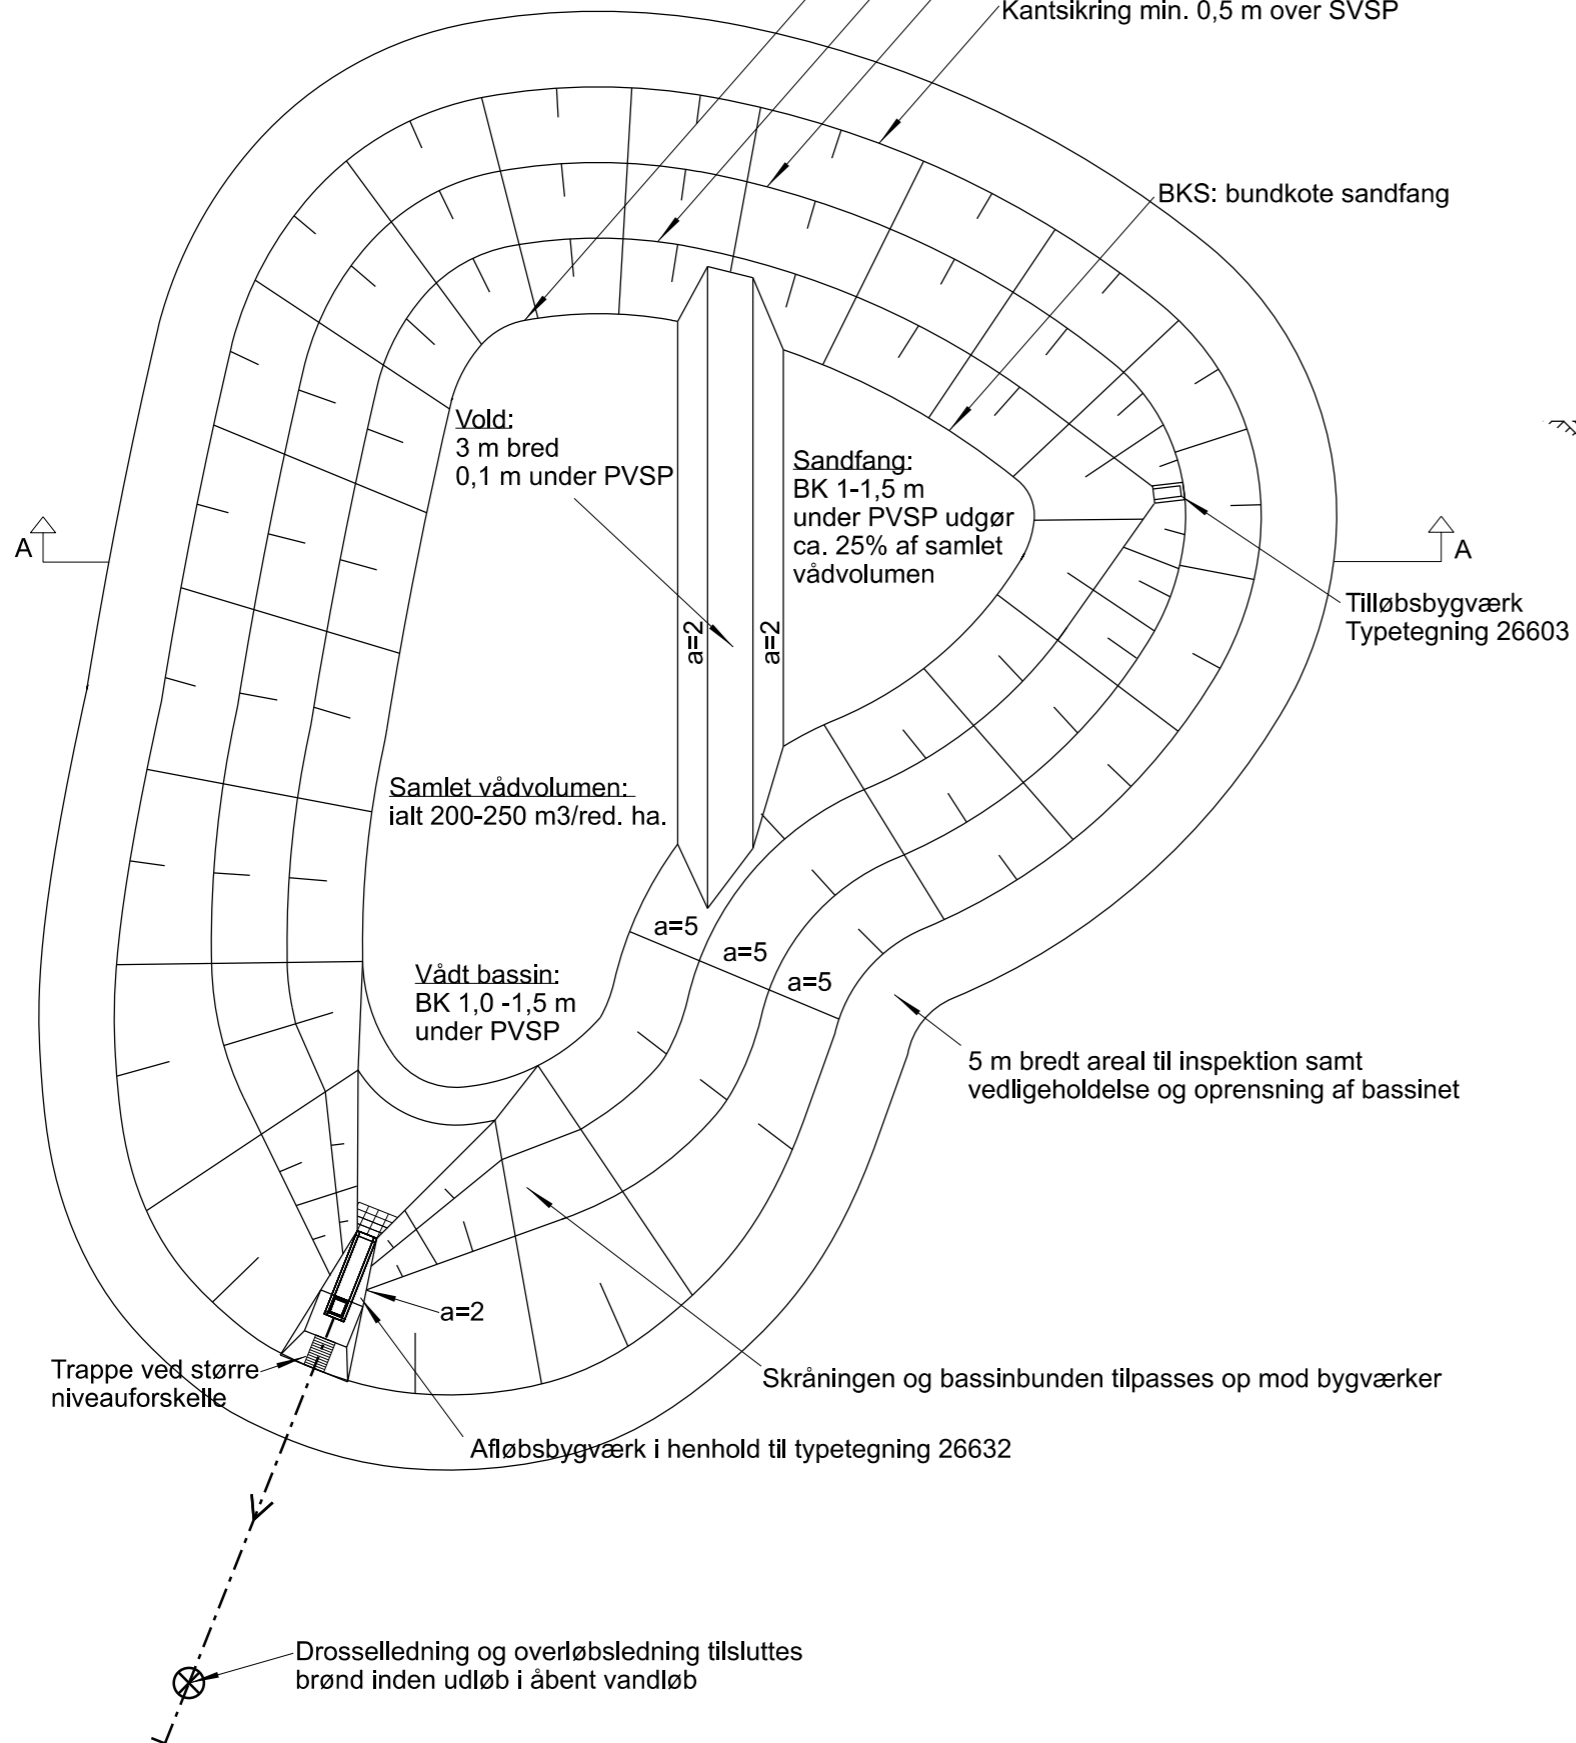 Kantsikring min. 0,5 m over SVSP
BKS: bundkote sandfang
Vold:
3 m bred
0,1 m under PVSP
Sandfang:
BK 1-1,5 m
under PVSP udgør
ca. 25% af samlet
vådvolumen
A
A
Tilløbsbygværk
Typetegning 26603
a=2
a=2
Samlet vådvolumen:
ialt 200-250 m3/red. ha.
a=5
a=5
a=5
Vådt bassin:
BK 1,0 -1,5 m
under PVSP
5 m bredt areal til inspektion samt
vedligeholdelse og oprensning af bassinet
a=2
Trappe ved større
niveauforskelle
Skråningen og bassinbunden tilpasses op mod bygværker
Afløbsbygværk i henhold til typetegning 26632
Drosselledning og overløbsledning tilsluttes
brønd inden udløb i åbent vandløb